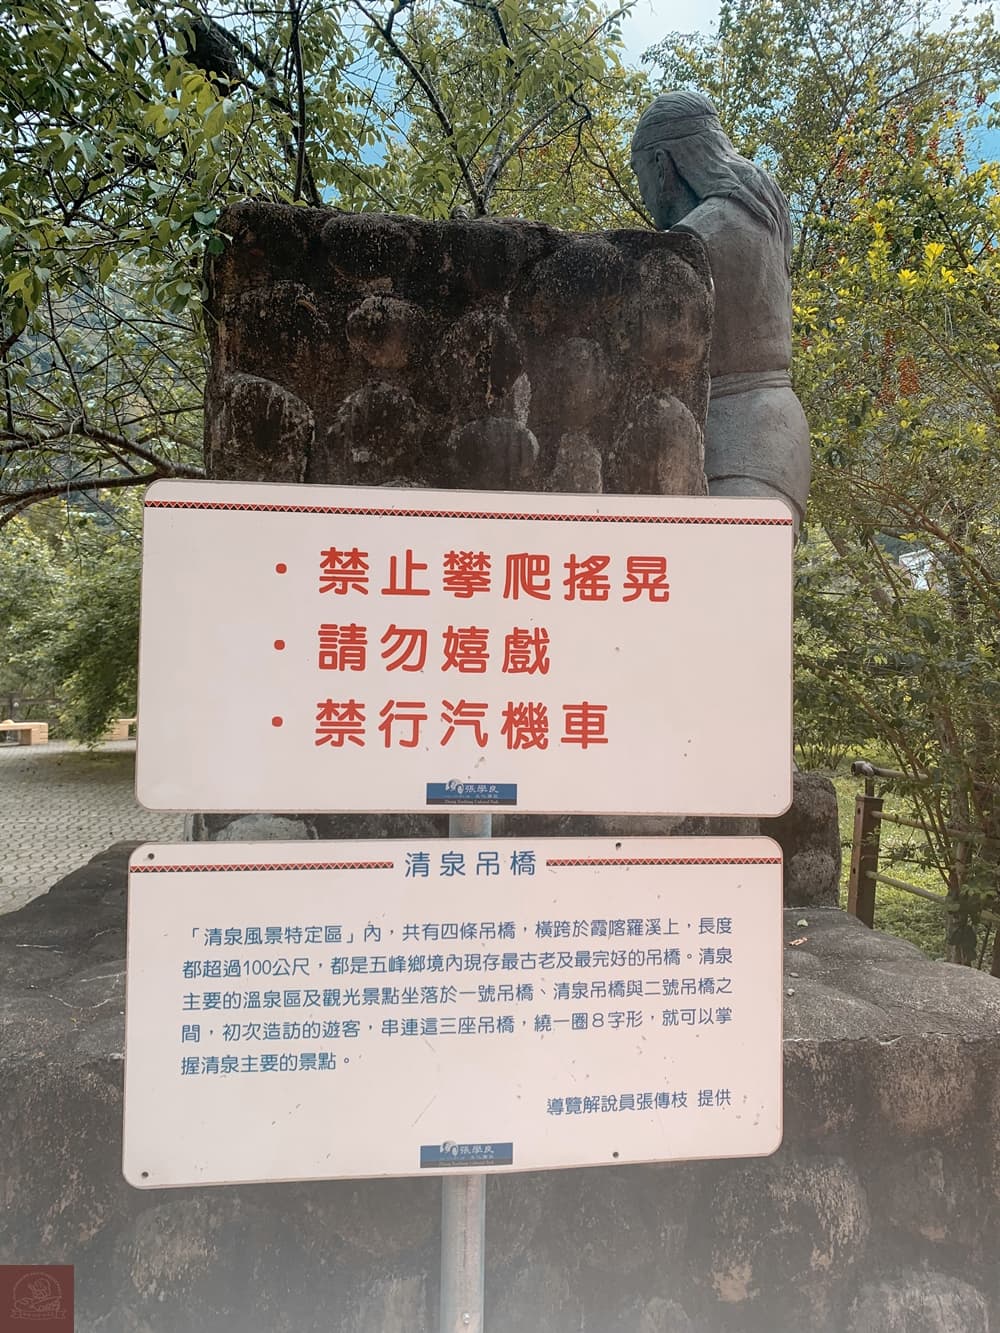 ・禁止攀爬搖晃
・請勿嬉戲
・禁行汽機車
張學良
清泉吊橋
「清泉風景特定區」內，共有四條吊橋，橫跨於霞喀羅溪上，長度
都超過100公尺，都是五峰鄉境內現存最古老及最完好的吊橋。清泉
主要的溫泉區及觀光景點坐落於一號吊橋、清泉吊橋與二號吊橋之
間，初次造訪的遊客，串連這三座吊橋，繞一圈８字形，就可以掌
握清泉主要的景點。
導覽解說員張傳枝 提供
張學良